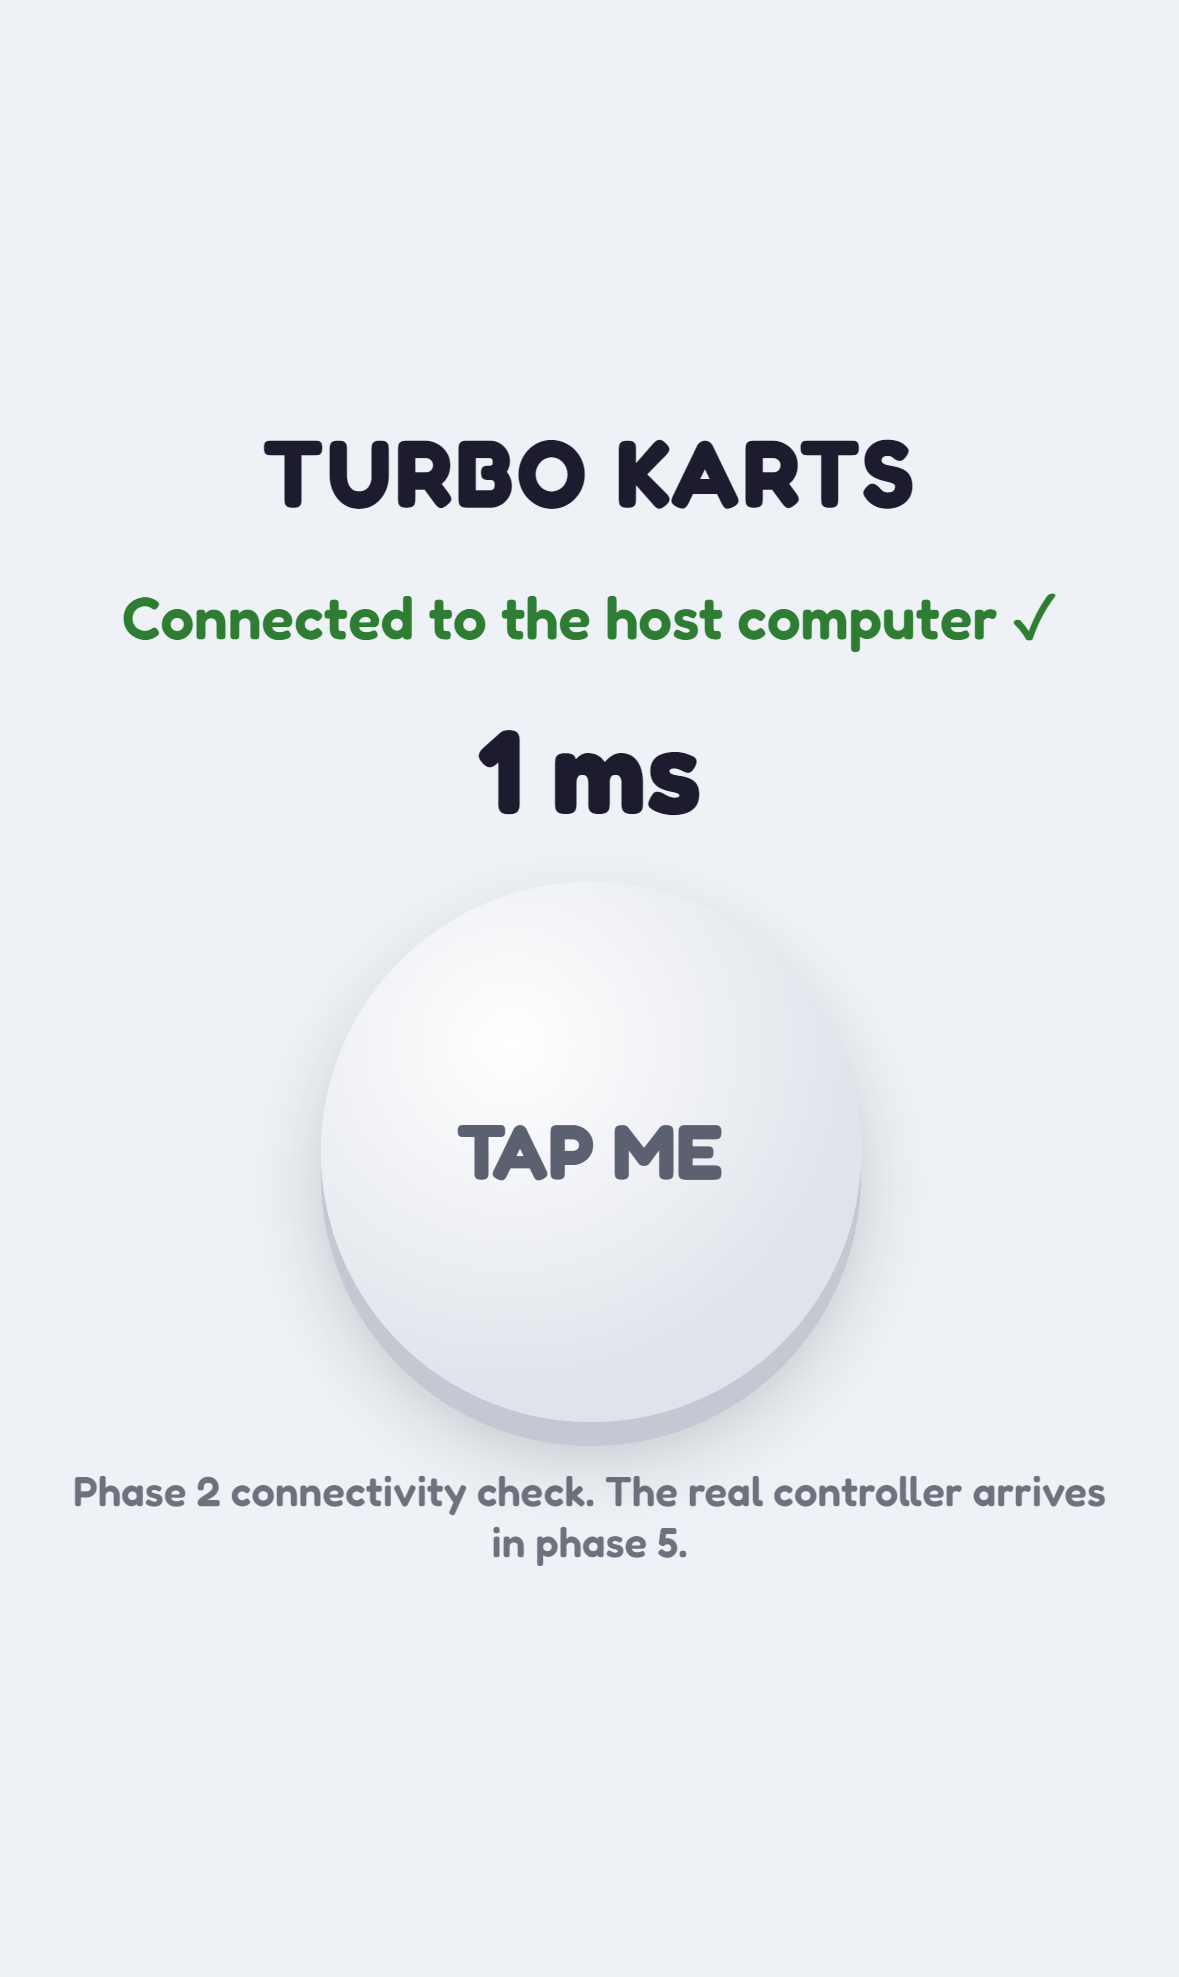 TURBO KARTS
Connected to the host computer ✓
1 ms
TAP ME
Phase 2 connectivity check. The real controller arrives
in phase 5.